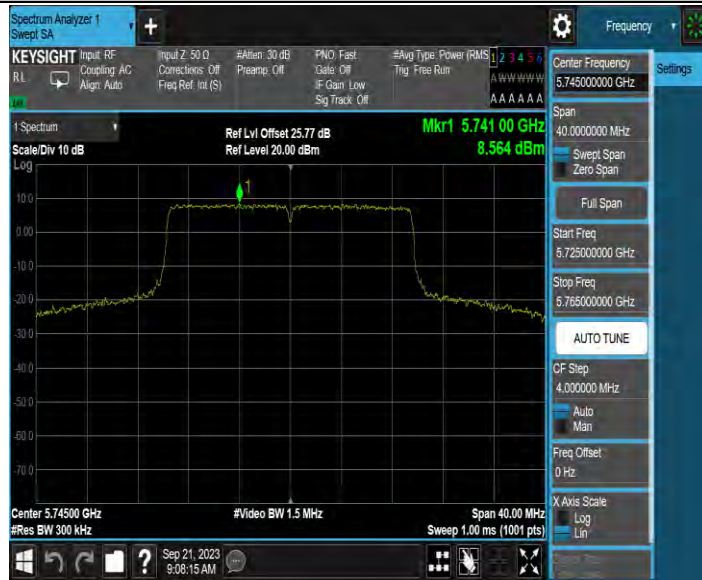 Spectrum Analyzer 1
Swept SA
Frequency
KEYSIGHT
Input: RF
Coupling: AC
Align: Auto
R L
Input Z: 50 Ω
Corrections: Off
Freq Ref: Int (S)
#Atten: 30 dB
Preamp: Off
PNO: Fast
Gate: Off
IF Gain: Low
Sig Track: Off
#Avg Type: Power (RMS
Trig: Free Run
1 2 3 4 5 6
A W W W W W
A A A A A A
Center Frequency
5.745000000 GHz
Settings
Span
40.0000000 MHz
Swept Span
Zero Span
Full Span
Start Freq
5.725000000 GHz
Stop Freq
5.765000000 GHz
AUTO TUNE
CF Step
4.000000 MHz
Auto
Man
Freq Offset
0 Hz
X Axis Scale
Log
Lin
1 Spectrum
Scale/Div 10 dB
Ref Lvl Offset 25.77 dB
Ref Level 20.00 dBm
Mkr1 5.741 00 GHz
8.564 dBm
Log
1
10.0
0.00
-10.0
-20.0
-30.0
-40.0
-50.0
-60.0
-70.0
Center 5.74500 GHz
#Res BW 300 kHz
#Video BW 1.5 MHz
Span 40.00 MHz
Sweep 1.00 ms (1001 pts)
?
Sep 21, 2023
9:08:15 AM